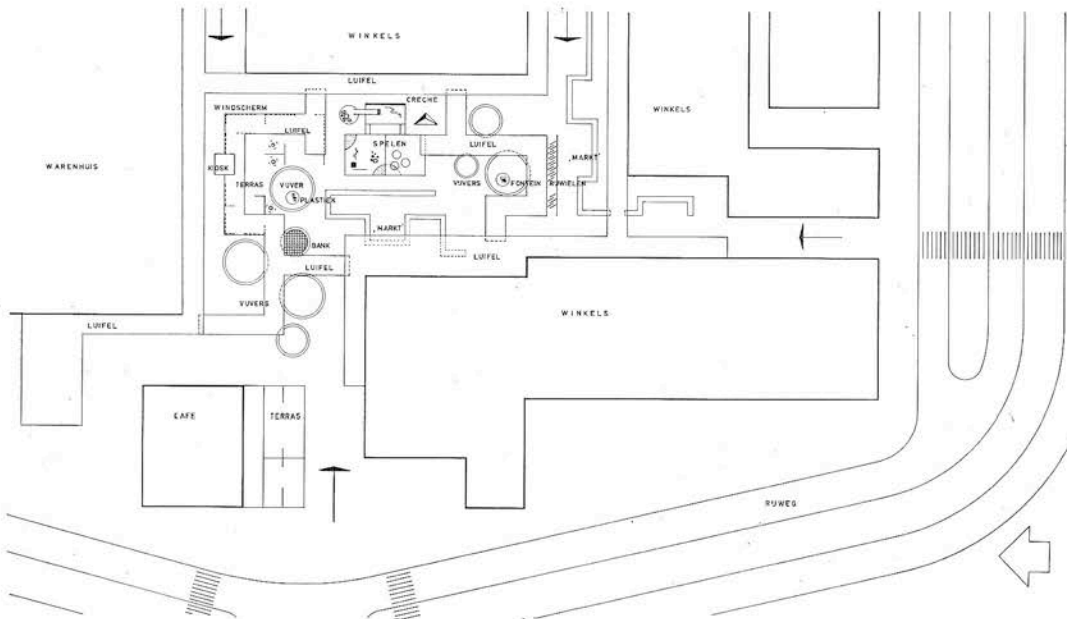 WINKELS
LUIFEL
CRECHE
WINDSCHERM
WINKELS
LUIFEL
SPELEN
LUIFEL
„MARKT"
WARENHUIS
KIOSK
TERRAS
VIJVER
VIJVERS
FONTEIN
RIJWIELEN
PLASTIEK
„MARKT"
BANK
LUIFEL
LUIFEL
VIJVERS
WINKELS
LUIFEL
CAFE
TERRAS
RIJWEG